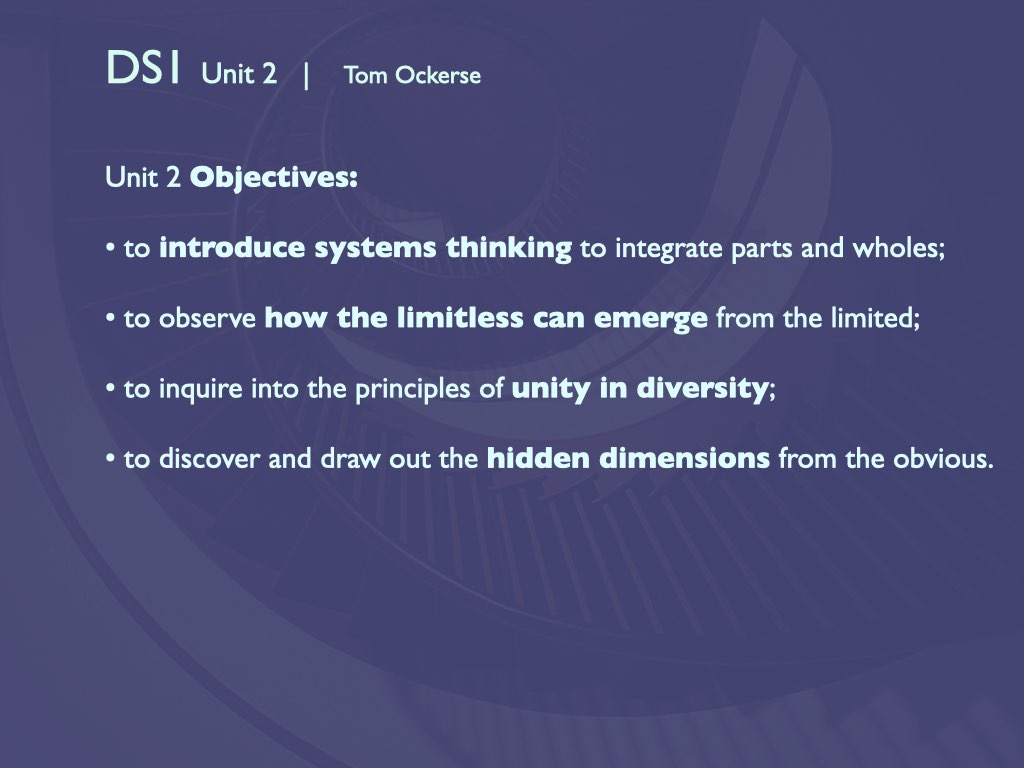 DS1 Unit 2 | Tom Ockerse
Unit 2 Objectives:
• to introduce systems thinking to integrate parts and wholes;
• to observe how the limitless can emerge from the limited;
• to inquire into the principles of unity in diversity;
• to discover and draw out the hidden dimensions from the obvious.